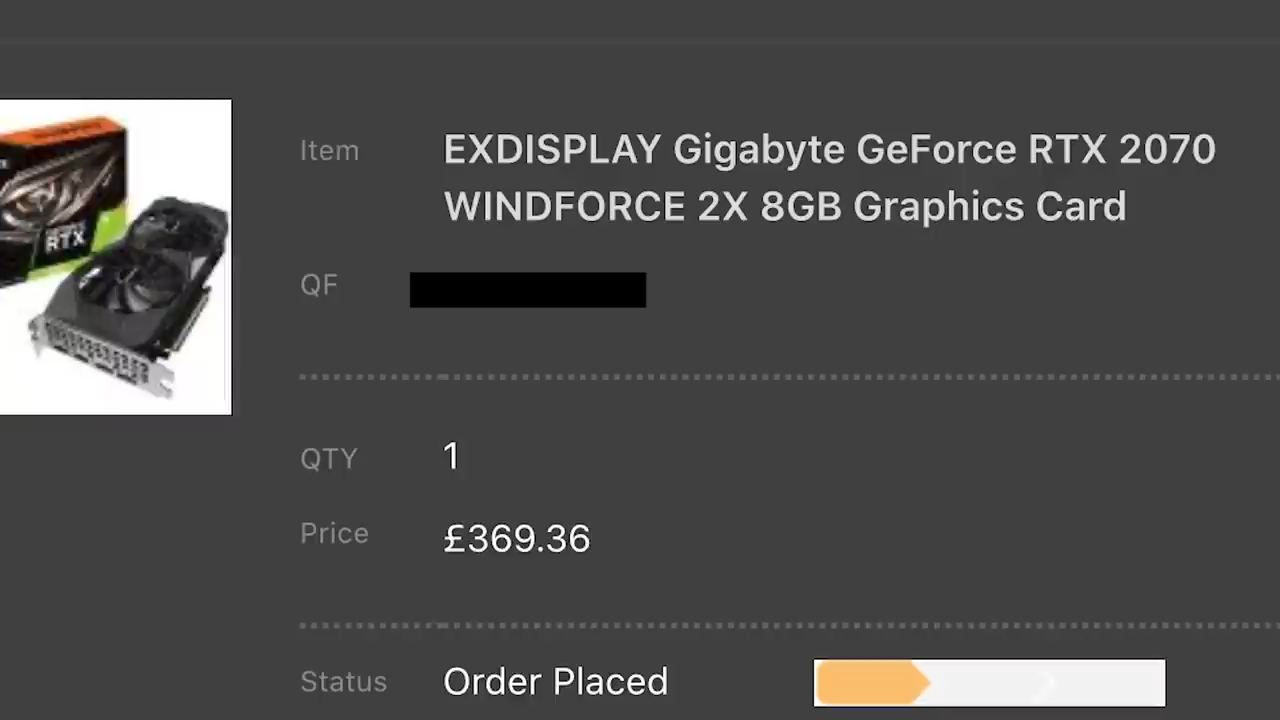 Item
EXDISPLAY Gigabyte GeForce RTX 2070
WINDFORCE 2X 8GB Graphics Card
RTX
QF
QTY
1
Price
£369.36
Status
Order Placed